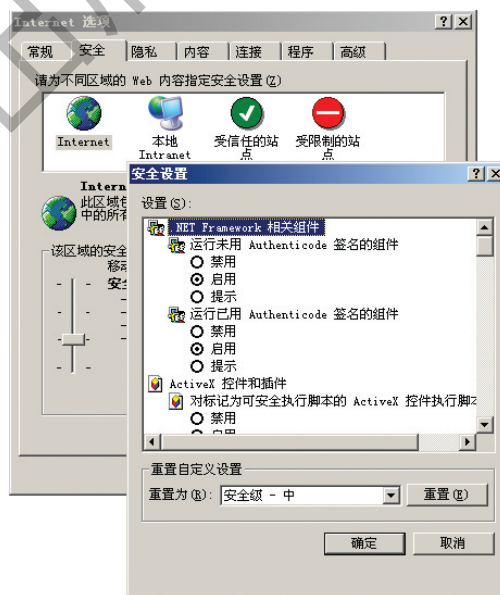 Internet 选项
常规 安全 隐私 内容 连接 程序 高级
请为不同区域的 Web 内容指定安全设置(Z)
Internet 本地 Intranet 受信任的站点 受限制的站点
Intern
此区域
中的所有
该区域的安全
移动
安全设置
设置(S):
.NET Framework 相关组件
运行未用 Authenticode 签名的组件
禁用
启用
提示
运行已用 Authenticode 签名的组件
禁用
启用
提示
ActiveX 控件和插件
对标记为可安全执行脚本的 ActiveX 控件执行脚本
禁用
重置自定义设置
重置为(R): 安全级 - 中 重置(E)
确定 取消